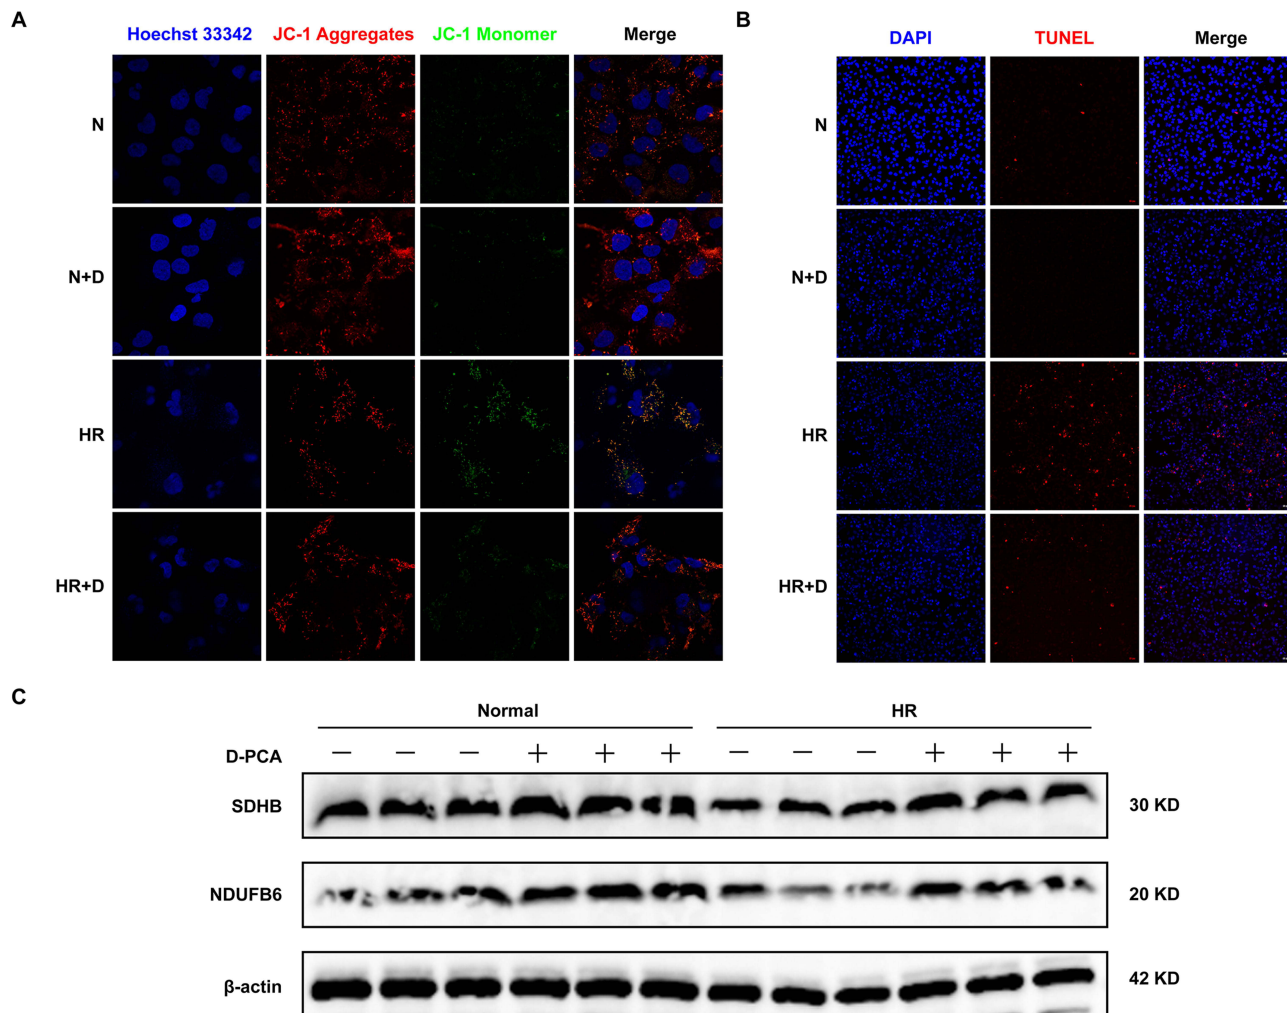 A
Hoechst 33342 JC-1 Aggregates JC-1 Monomer Merge
N
N+D
HR
HR+D
B
DAPI TUNEL Merge
N
N+D
HR
HR+D
C
Normal HR
D-PCA − − − + + + − − − + + +
SDHB 30 KD
NDUFB6 20 KD
β-actin 42 KD